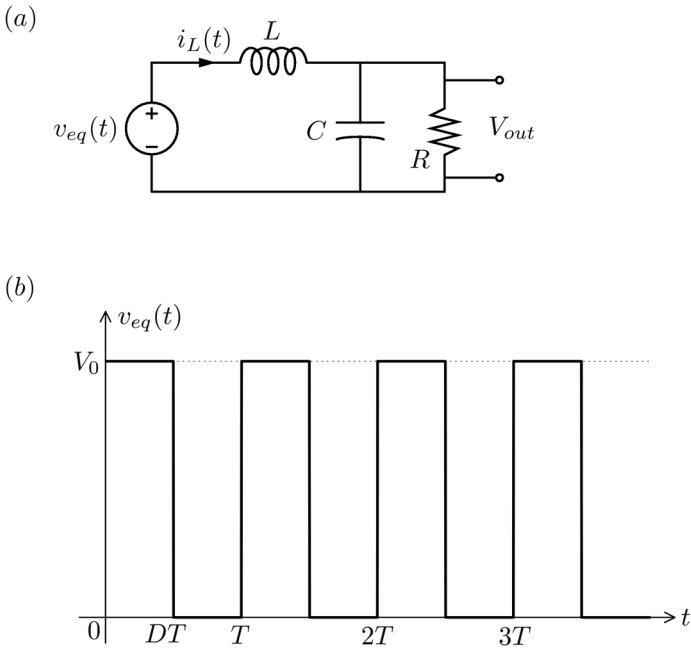 (a)
i_L(t)
L
v_eq(t)
+
−
C
R
V_out
(b)
v_eq(t)
V_0
0
DT
T
2T
3T
t